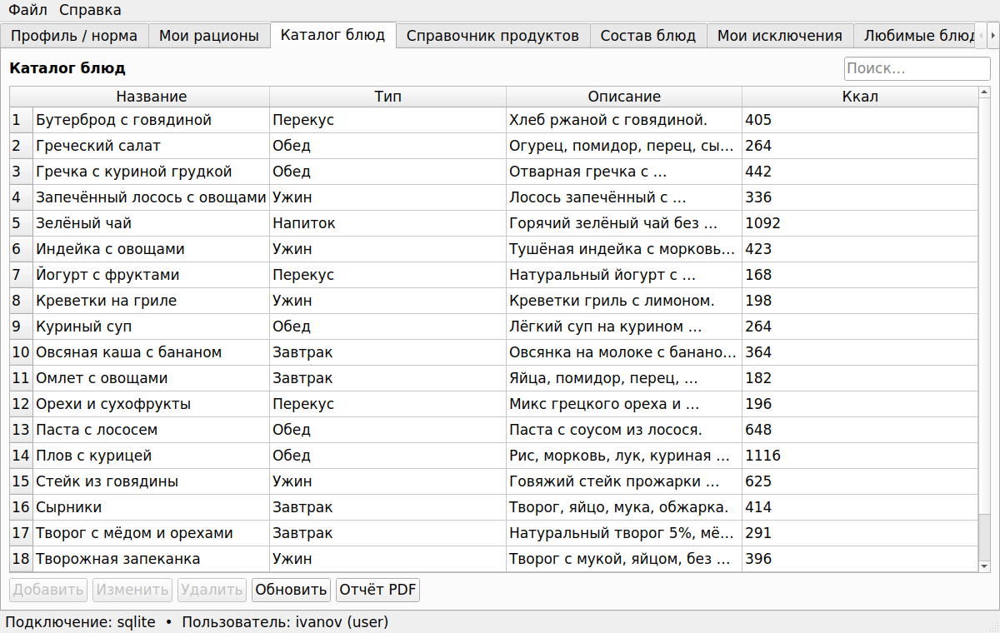 Файл Справка
Профиль / норма Мои рационы Каталог блюд Справочник продуктов Состав блюд Мои исключения Любимые блюд
Каталог блюд Поиск...
Название Тип Описание Ккал
1 Бутерброд с говядиной Перекус Хлеб ржаной с говядиной. 405
2 Греческий салат Обед Огурец, помидор, перец, сы... 264
3 Гречка с куриной грудкой Обед Отварная гречка с ... 442
4 Запечённый лосось с овощами Ужин Лосось запечённый с ... 336
5 Зелёный чай Напиток Горячий зелёный чай без ... 1092
6 Индейка с овощами Ужин Тушёная индейка с морковь... 423
7 Йогурт с фруктами Перекус Натуральный йогурт с ... 168
8 Креветки на гриле Ужин Креветки гриль с лимоном. 198
9 Куриный суп Обед Лёгкий суп на курином ... 264
10 Овсяная каша с бананом Завтрак Овсянка на молоке с банано... 364
11 Омлет с овощами Завтрак Яйца, помидор, перец, ... 182
12 Орехи и сухофрукты Перекус Микс грецкого ореха и ... 196
13 Паста с лососем Обед Паста с соусом из лосося. 648
14 Плов с курицей Обед Рис, морковь, лук, куриная ... 1116
15 Стейк из говядины Ужин Говяжий стейк прожарки ... 625
16 Сырники Завтрак Творог, яйцо, мука, обжарка. 414
17 Творог с мёдом и орехами Завтрак Натуральный творог 5%, мё... 291
18 Творожная запеканка Ужин Творог с мукой, яйцом, без ... 396
Добавить Изменить Удалить Обновить Отчёт PDF
Подключение: sqlite • Пользователь: ivanov (user)